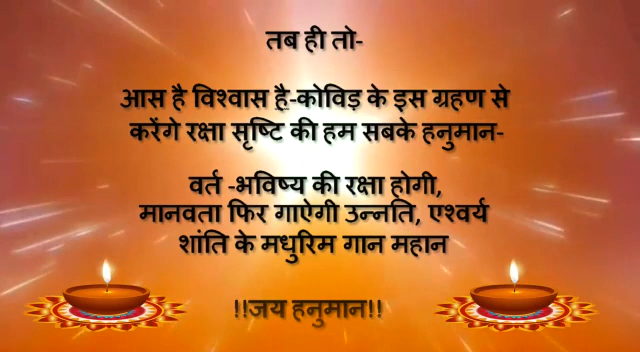 तब ही तो-
आस है विश्वास है-कोविड़ के इस ग्रहण से
करेंगे रक्षा सृष्टि की हम सबके हनुमान-
वर्त -भविष्य की रक्षा होगी,
मानवता फिर गाऐगी उन्नति, एश्वर्य
शांति के मधुरिम गान महान
!!जय हनुमान!!